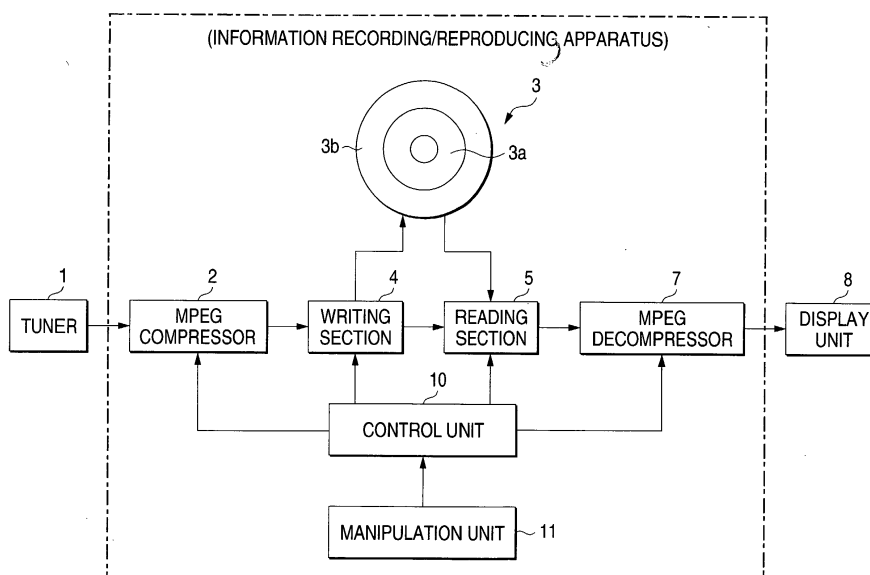 (INFORMATION RECORDING/REPRODUCING APPARATUS)
3
3b
3a
1
2
4
5
7
8
TUNER
MPEG
COMPRESSOR
WRITING
SECTION
READING
SECTION
MPEG
DECOMPRESSOR
DISPLAY
UNIT
10
CONTROL UNIT
MANIPULATION UNIT
11